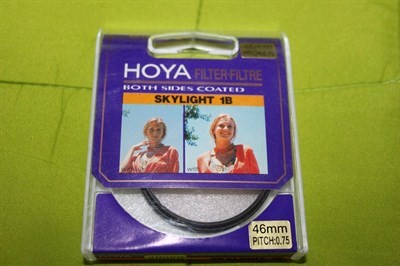 HOYA FILTER-FILTRE
BOTH SIDES COATED
SKYLIGHT 1B
46mm
PITCH:0.75